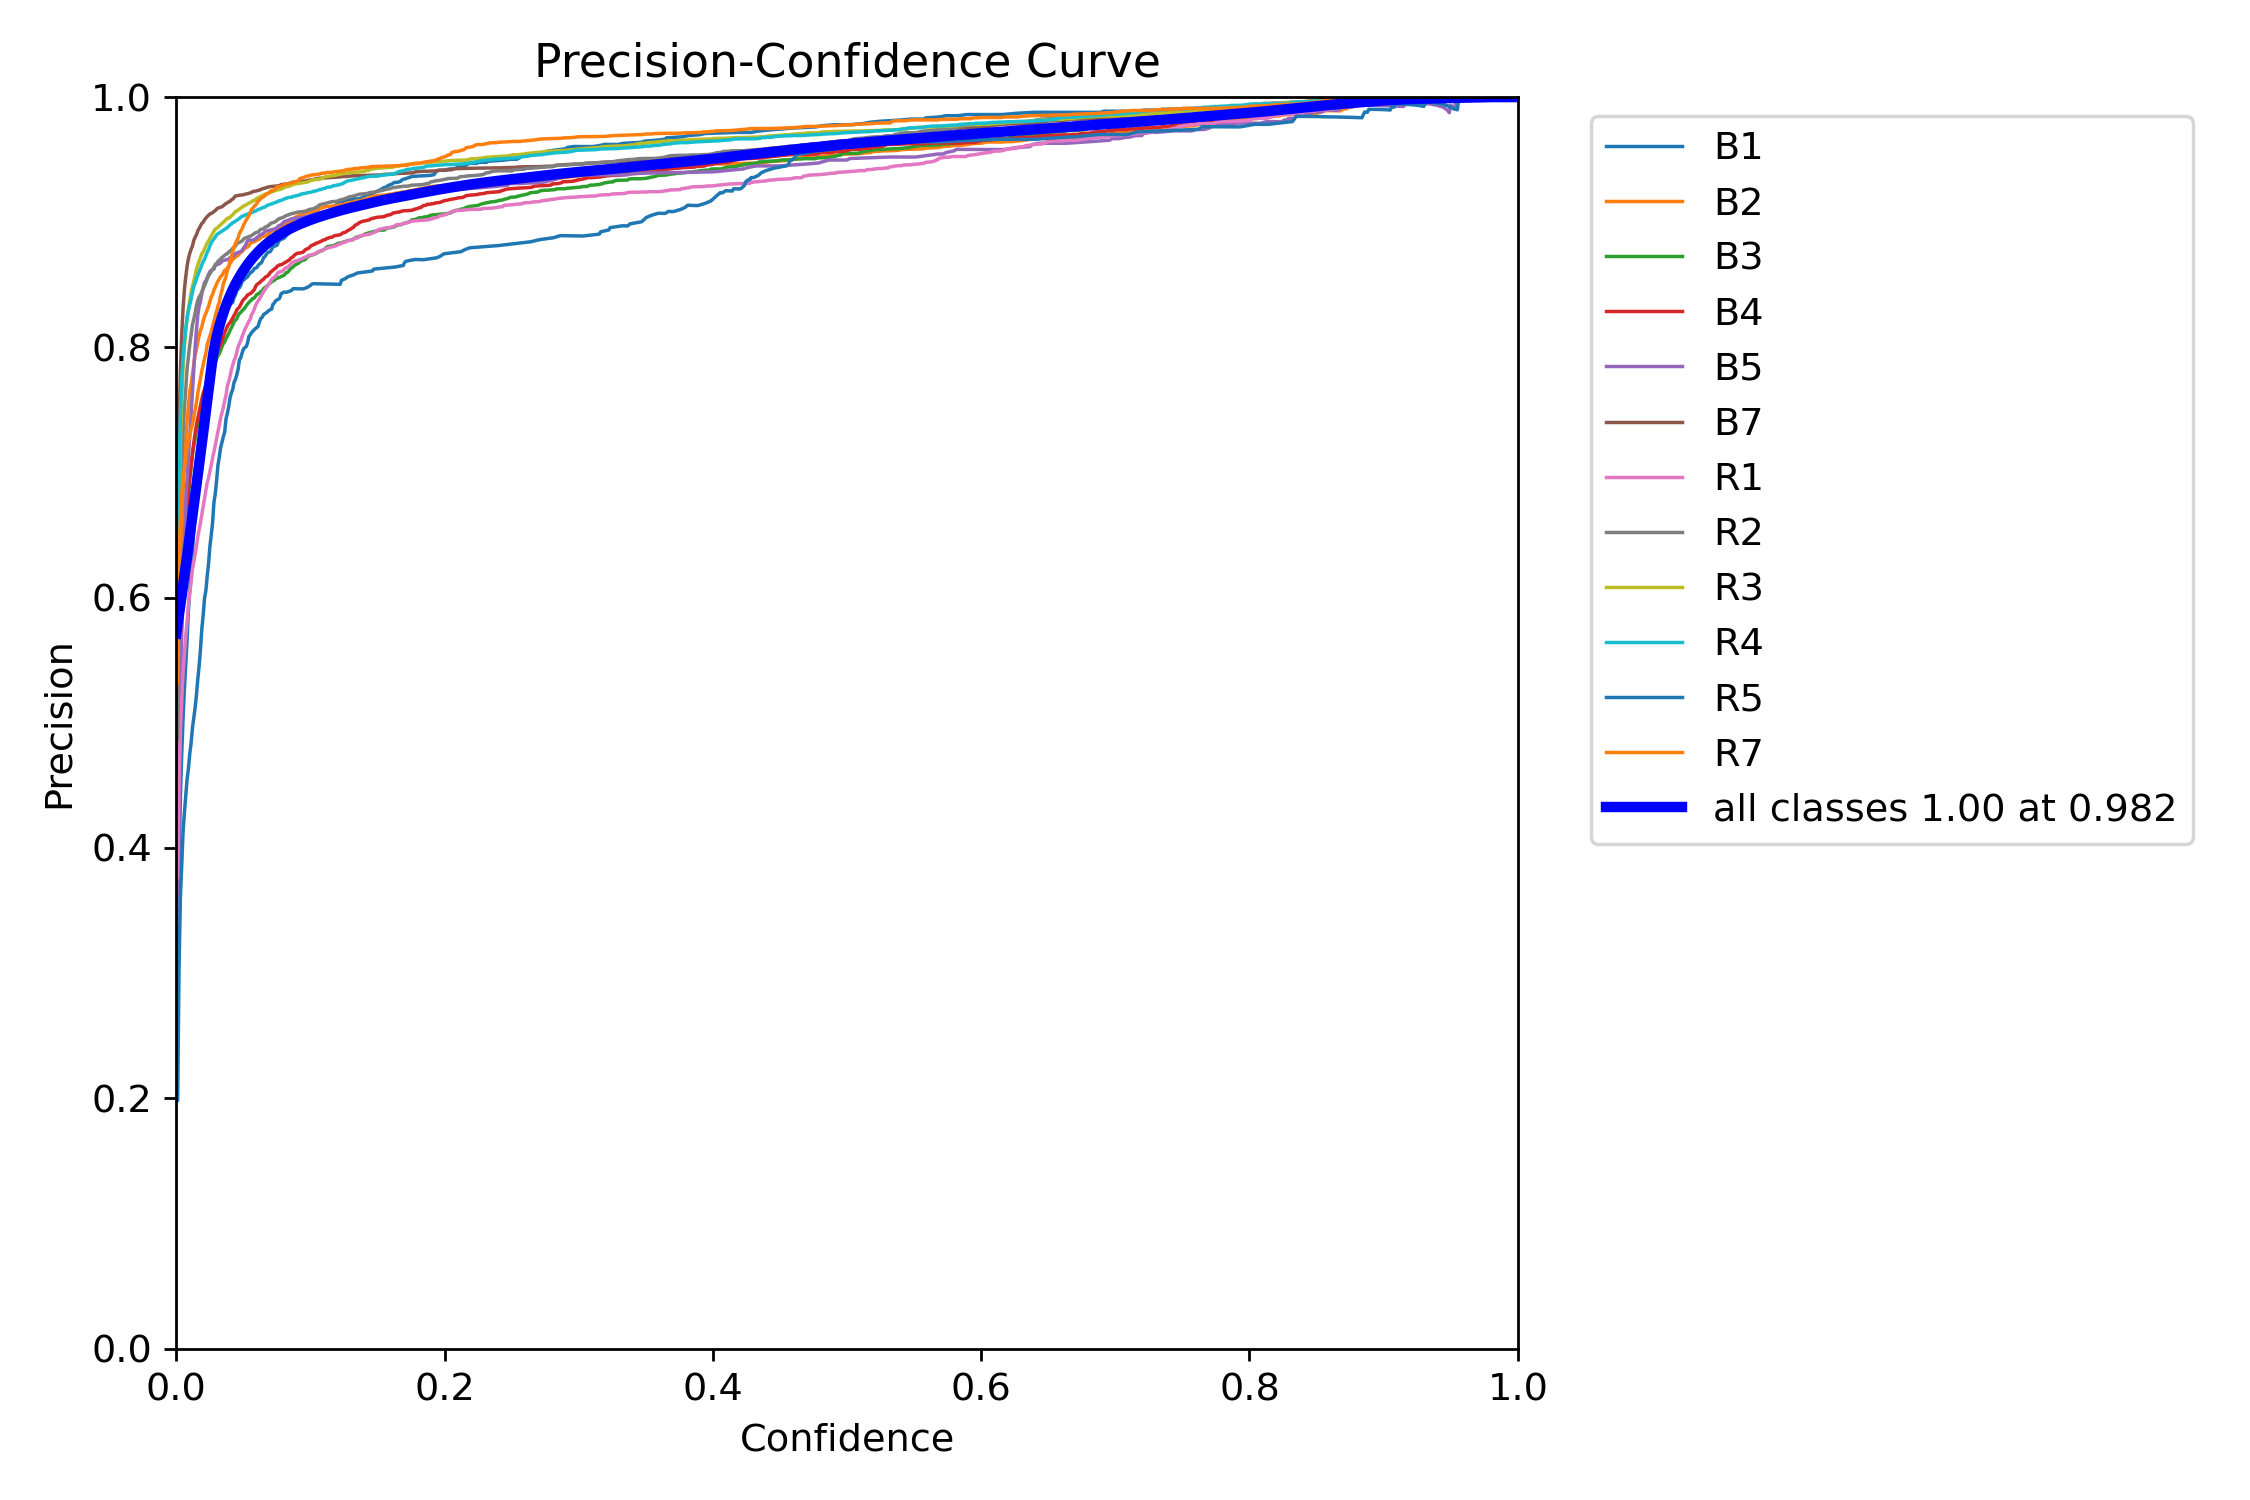 Precision-Confidence Curve
1.0
0.8
0.6
0.4
0.2
0.0
Precision
0.0 0.2 0.4 0.6 0.8 1.0
Confidence
B1
B2
B3
B4
B5
B7
R1
R2
R3
R4
R5
R7
all classes 1.00 at 0.982